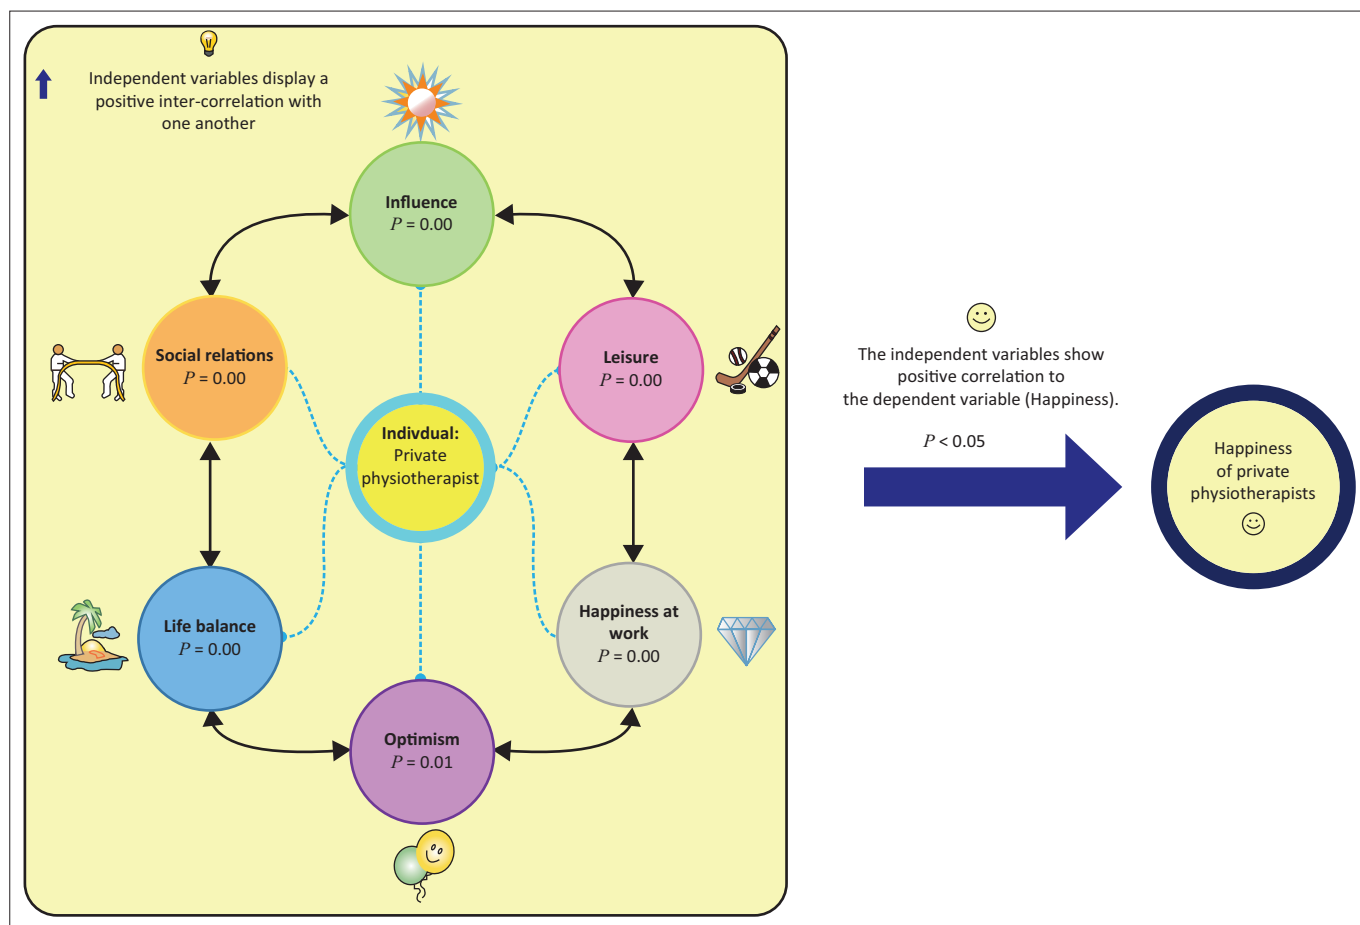 Independent variables display a
positive inter-correlation with
one another
Influence
P = 0.00
Social relations
P = 0.00
Leisure
P = 0.00
Indivdual:
Private
physiotherapist
Life balance
P = 0.00
Happiness at
work
P = 0.00
Optimism
P = 0.01
The independent variables show
positive correlation to
the dependent variable (Happiness).
P < 0.05
Happiness
of private
physiotherapists